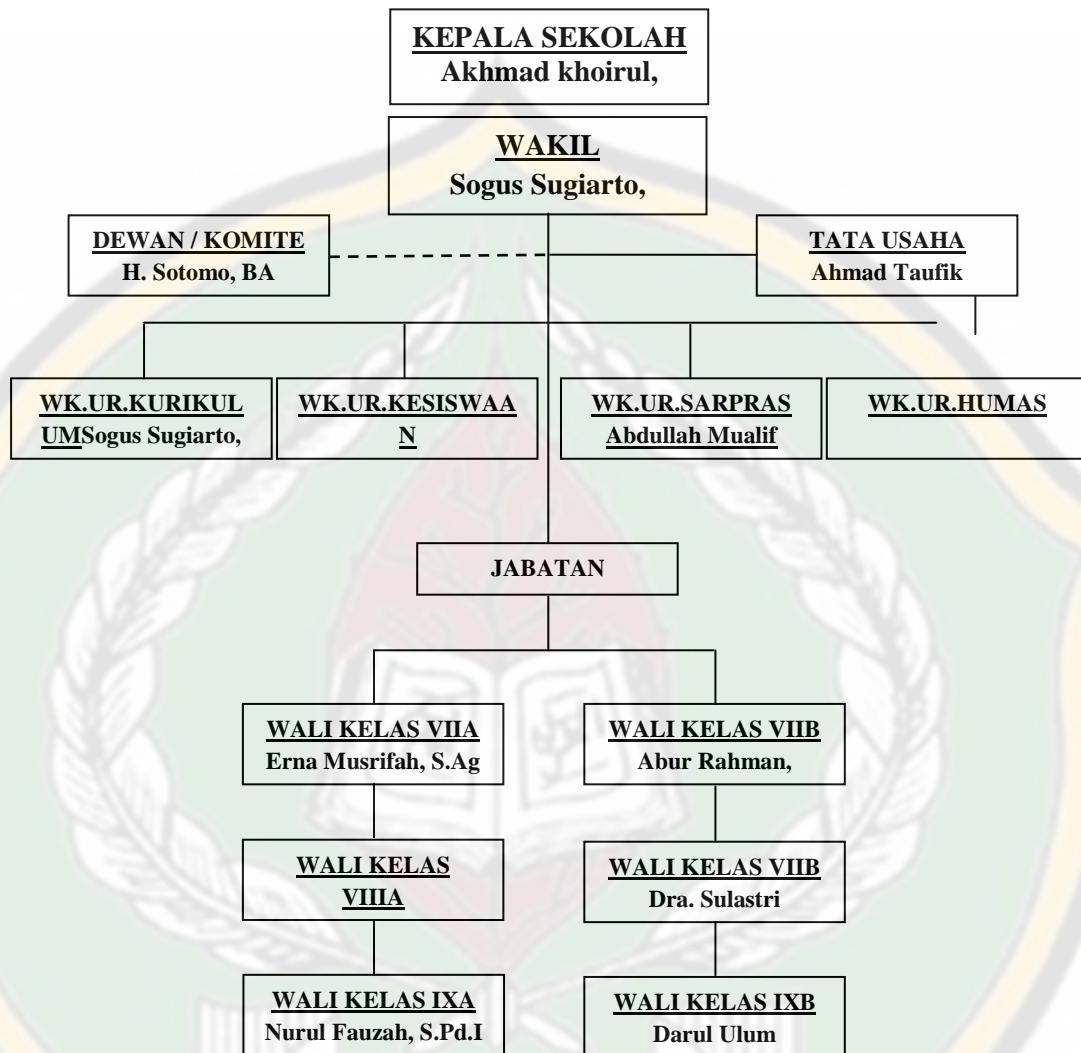 KEPALA SEKOLAH
Akhmad khoirul,
WAKIL
Sogus Sugiarto,
DEWAN / KOMITE
H. Sotomo, BA
TATA USAHA
Ahmad Taufik
WK.UR.KURIKUL
UMSogus Sugiarto,
WK.UR.KESISWAA
N
WK.UR.SARPRAS
Abdullah Mualif
WK.UR.HUMAS
JABATAN
WALI KELAS VIIA
Erna Musrifah, S.Ag
WALI KELAS VIIB
Abur Rahman,
WALI KELAS
VIIIA
WALI KELAS VIIB
Dra. Sulastri
WALI KELAS IXA
Nurul Fauzah, S.Pd.I
WALI KELAS IXB
Darul Ulum